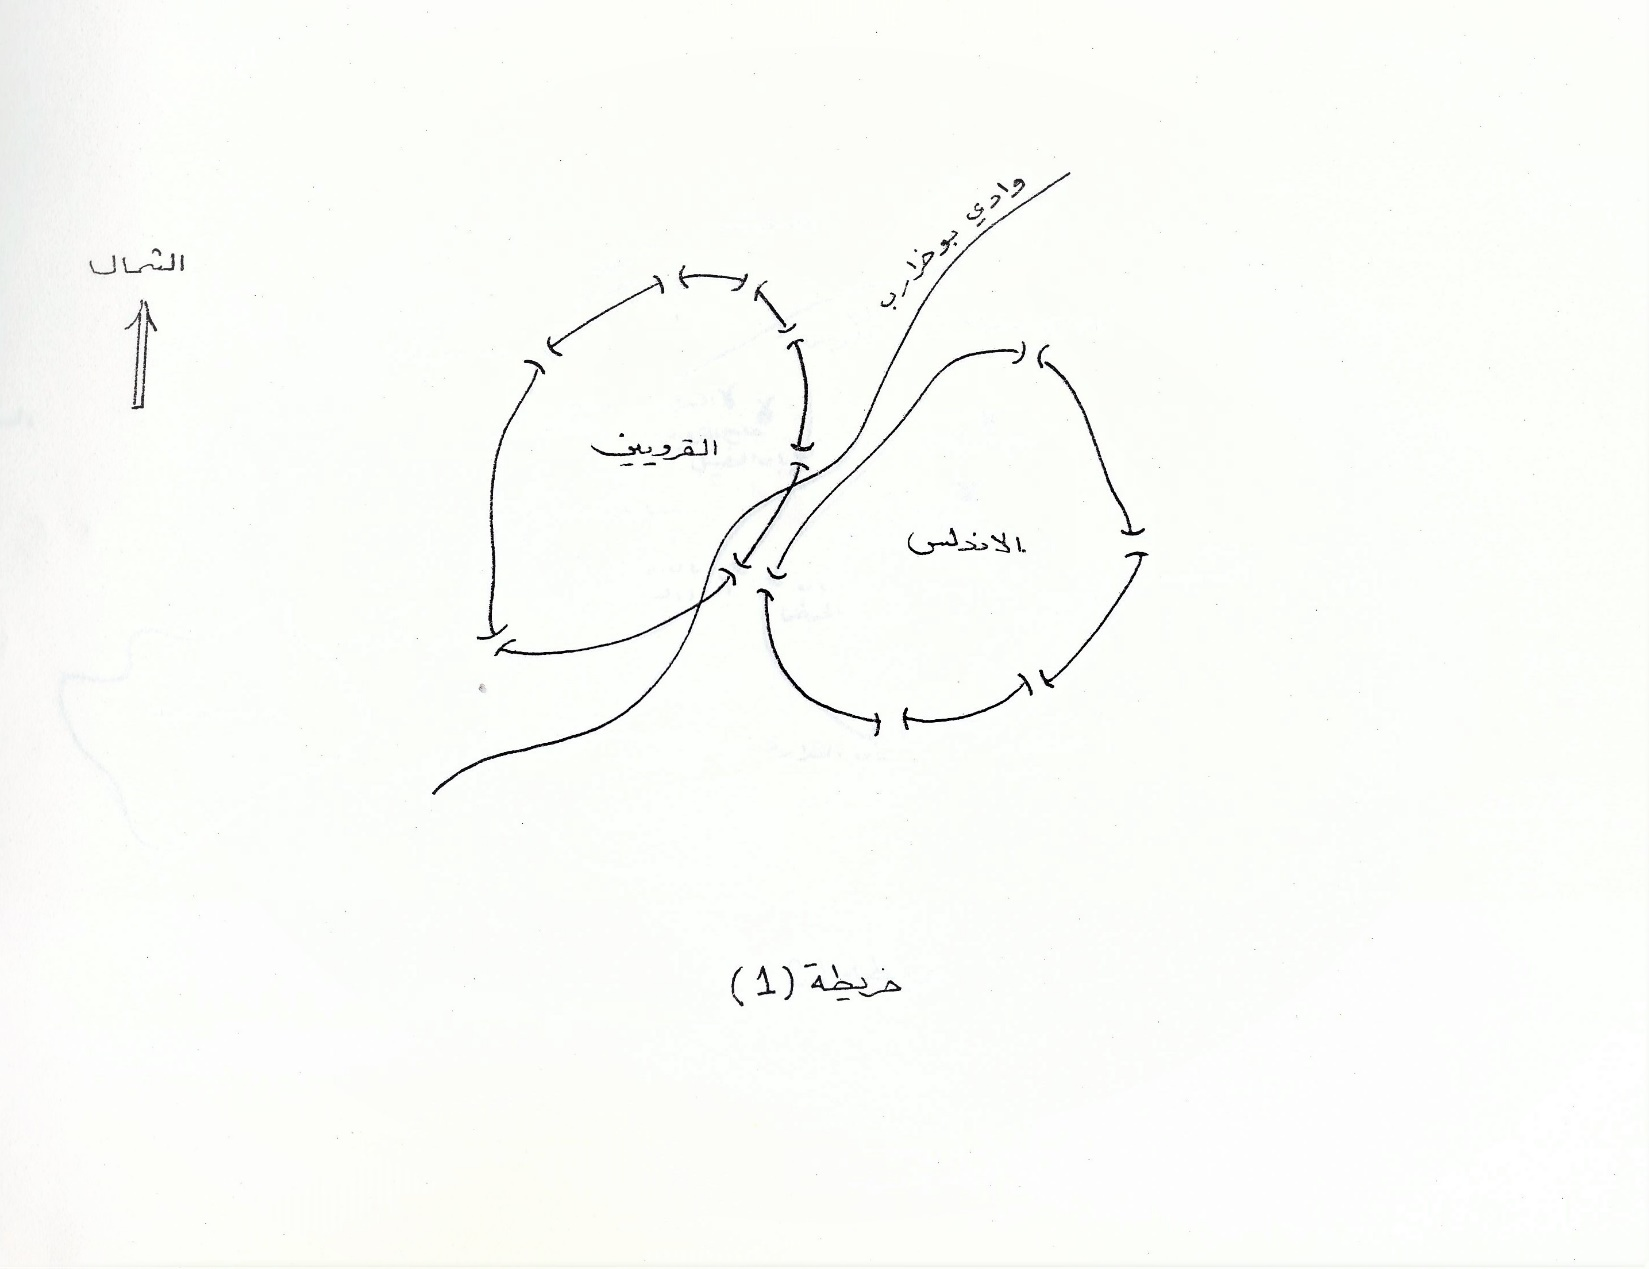 وادي بوخرارب
الشمال
القرويين
الاندلس
خريطة (1)